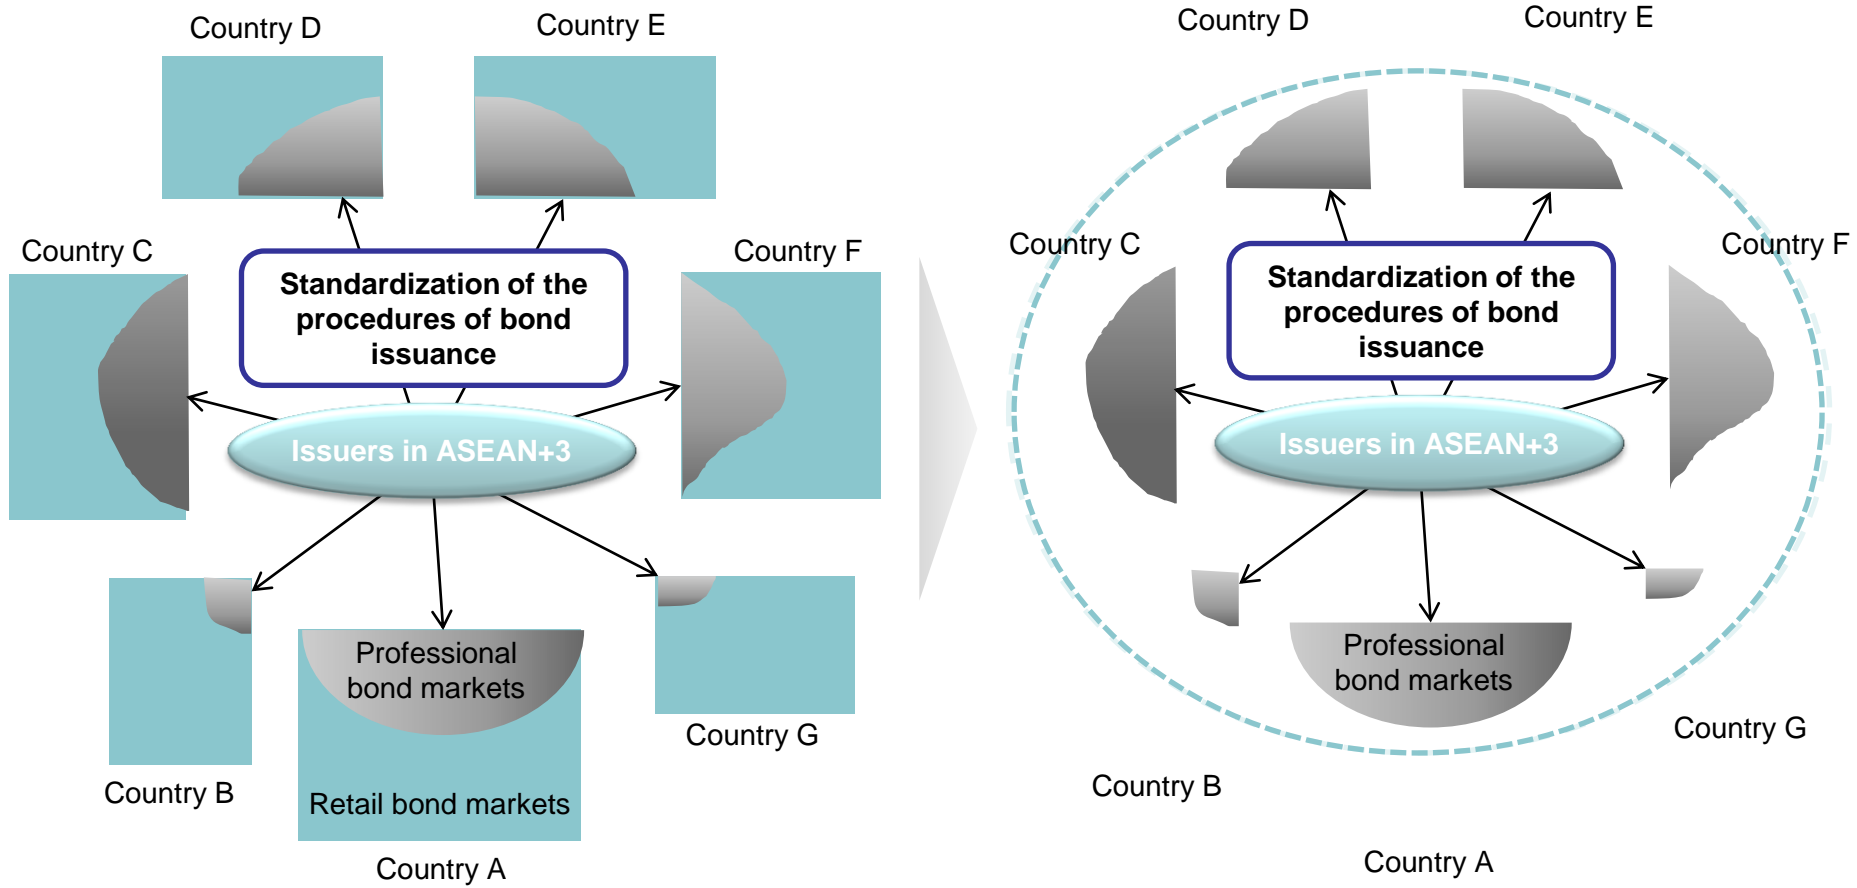 Country D
Country E
Country C
Country F
Standardization of the
procedures of bond
issuance
Issuers in ASEAN+3
Professional
bond markets
Country G
Country B
Retail bond markets
Country A
Country D
Country E
Country C
Country F
Standardization of the
procedures of bond
issuance
Issuers in ASEAN+3
Professional
bond markets
Country G
Country B
Country A